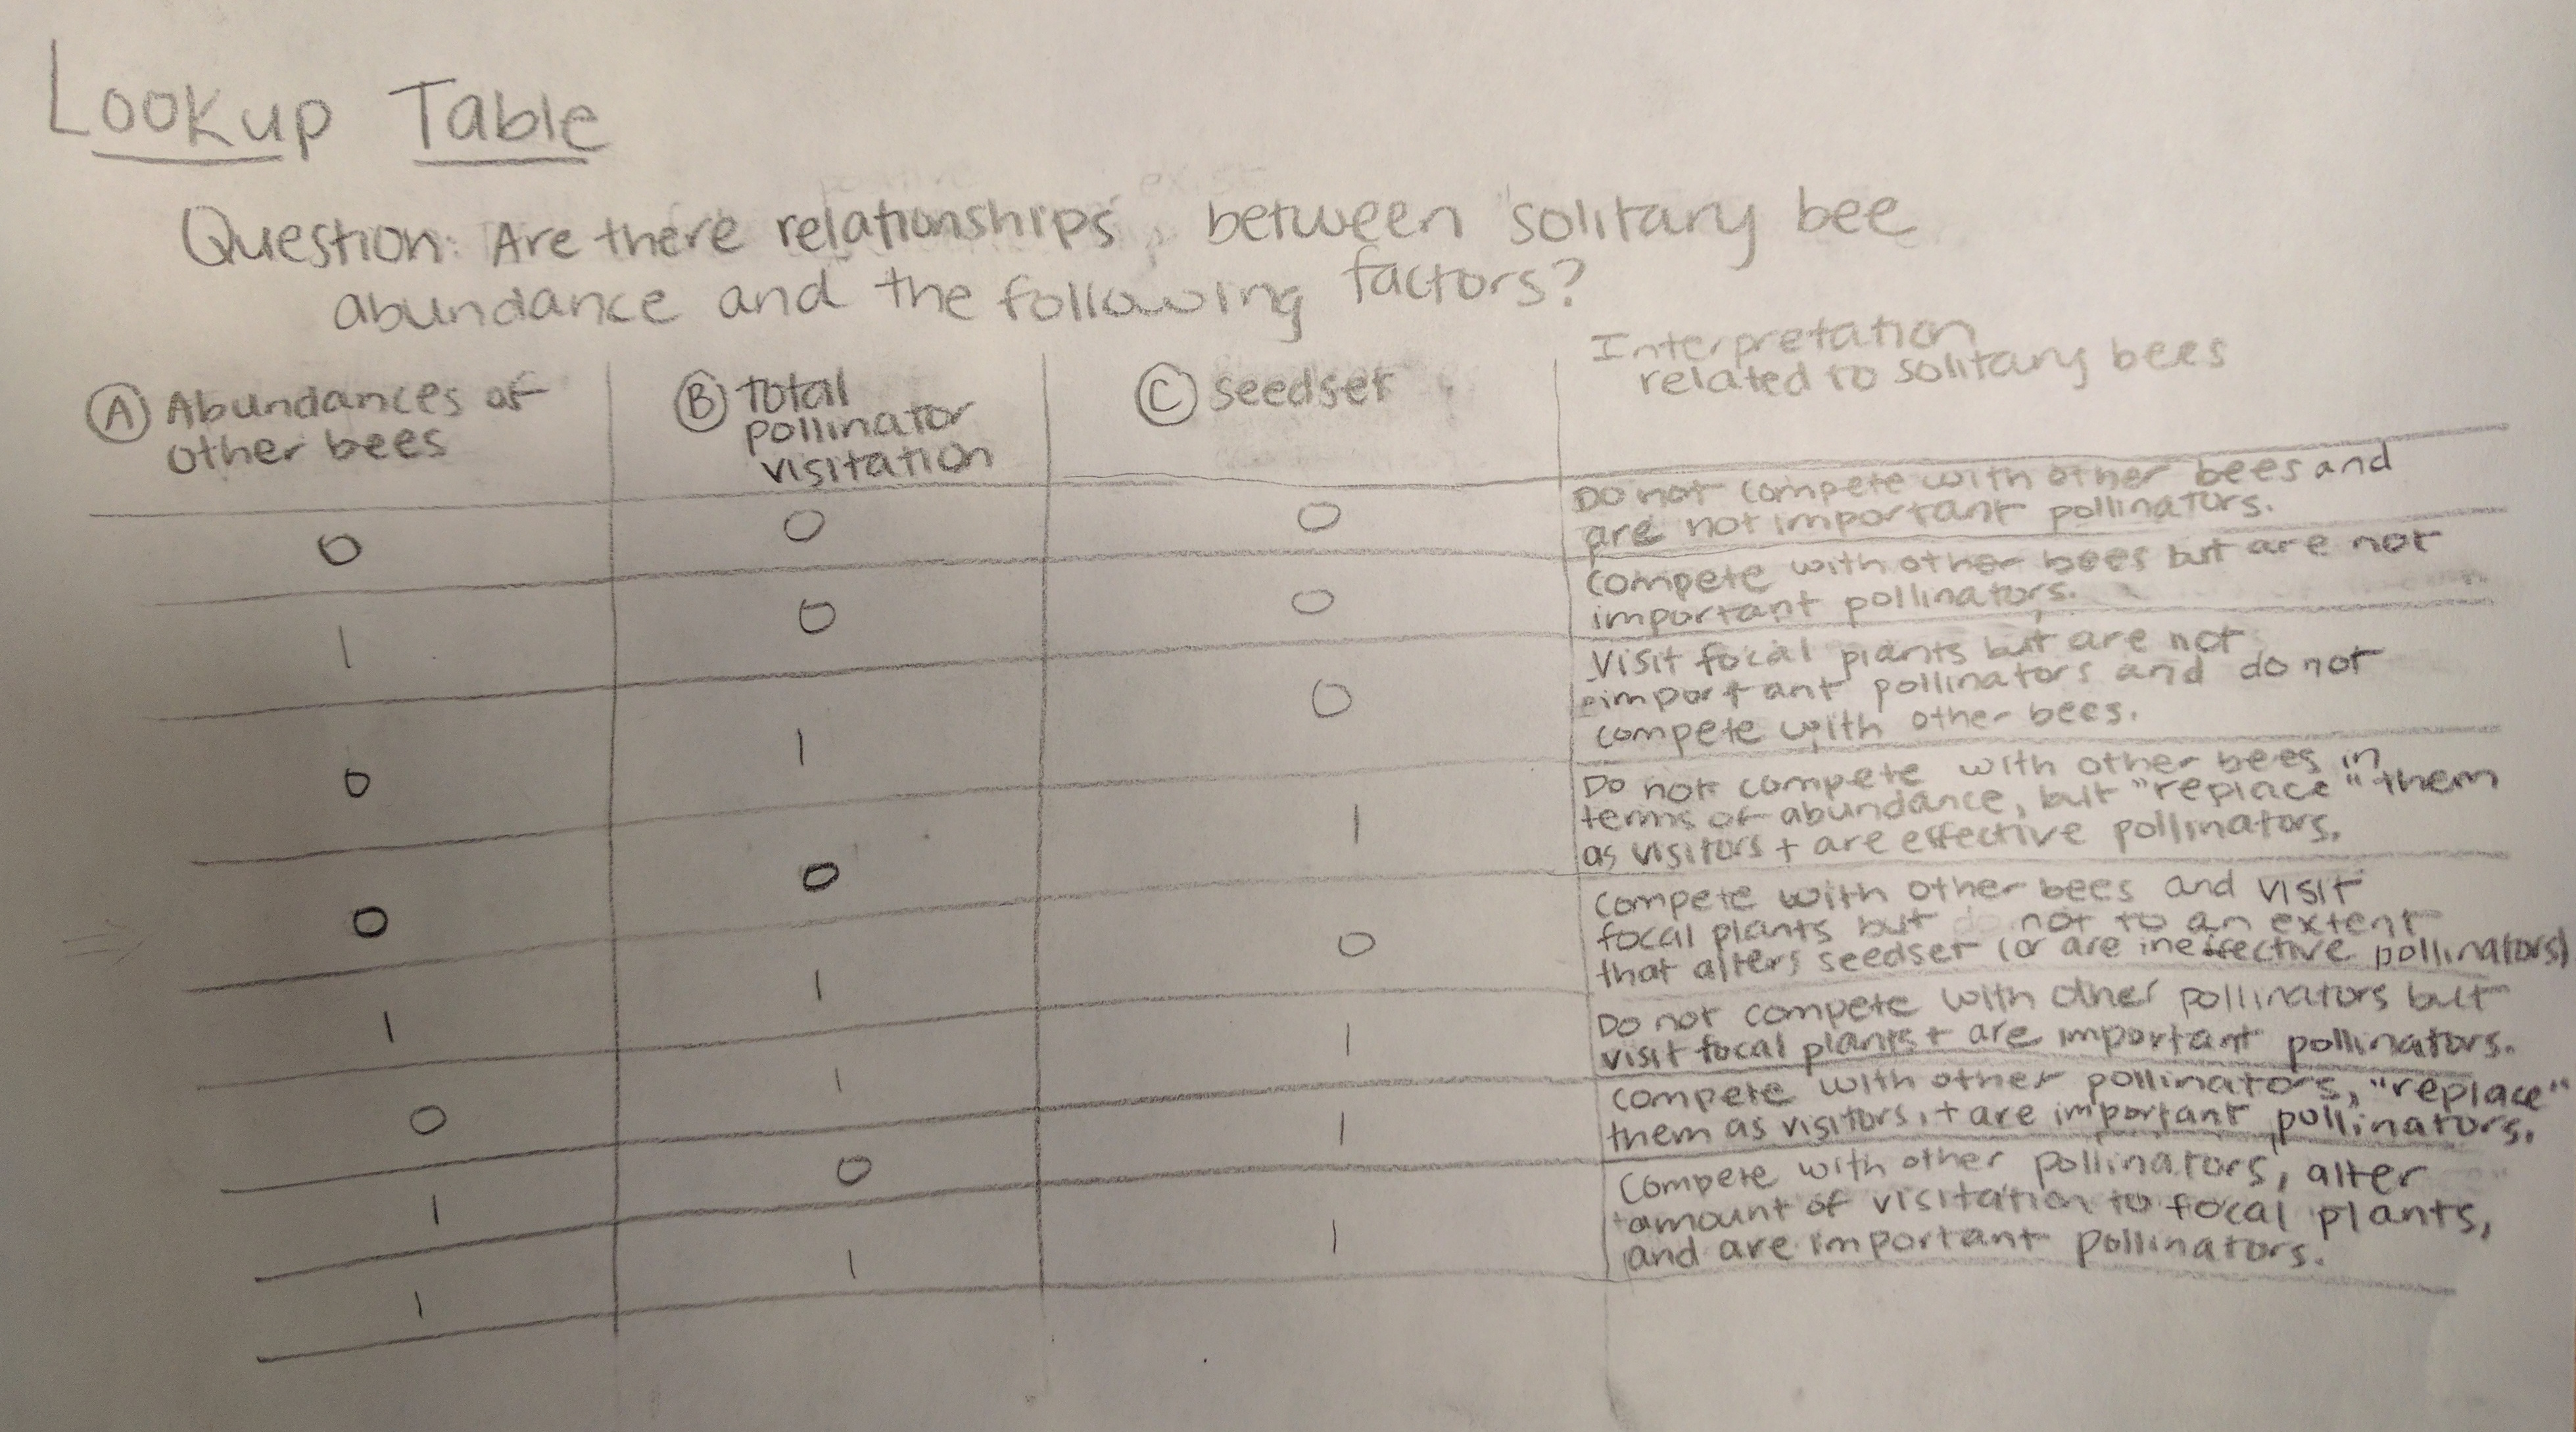 Lookup Table
Question: Are there relationships between solitary bee
abundance and the following factors?
Ⓐ Abundances of
other bees
Ⓑ Total
pollinator
visitation
Ⓒ seedset
Interpretation
related to solitary bees
0 0 0
Do not compete with other bees and
are not important pollinators.
1 0 0
Compete with other bees but are not
important pollinators.
0 1 0
Visit focal plants but are not
important pollinators and do not
compete with other bees.
0 0 1
Do not compete with other bees in
terms of abundance, but "replace" them
as visitors + are effective pollinators.
1 1 0
Compete with other bees and visit
focal plants but do not to an extent
that alters seedset (or are ineffective pollinators)
0 1 1
Do not compete with other pollinators but
visit focal plants + are important pollinators.
1 0 1
Compete with other pollinators, "replace"
them as visitors, + are important pollinators.
1 1 1
Compete with other pollinators, alter
amount of visitation to focal plants,
and are important pollinators.